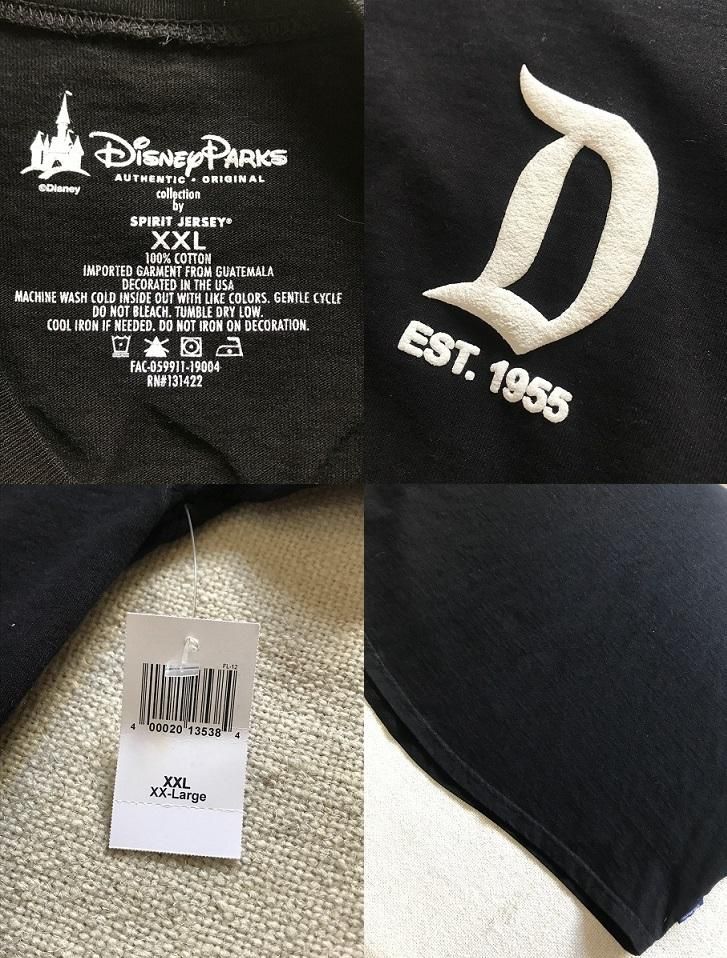 Disney Parks
AUTHENTIC • ORIGINAL
©Disney
collection
by
SPIRIT JERSEY®
XXL
100% COTTON
IMPORTED GARMENT FROM GUATEMALA
DECORATED IN THE USA
MACHINE WASH COLD INSIDE OUT WITH LIKE COLORS. GENTLE CYCLE
DO NOT BLEACH. TUMBLE DRY LOW.
COOL IRON IF NEEDED. DO NOT IRON ON DECORATION.
FAC-059911-19004
RN#131422
D
EST. 1955
FL-12
4 00020 13538 4
XXL
XX-Large